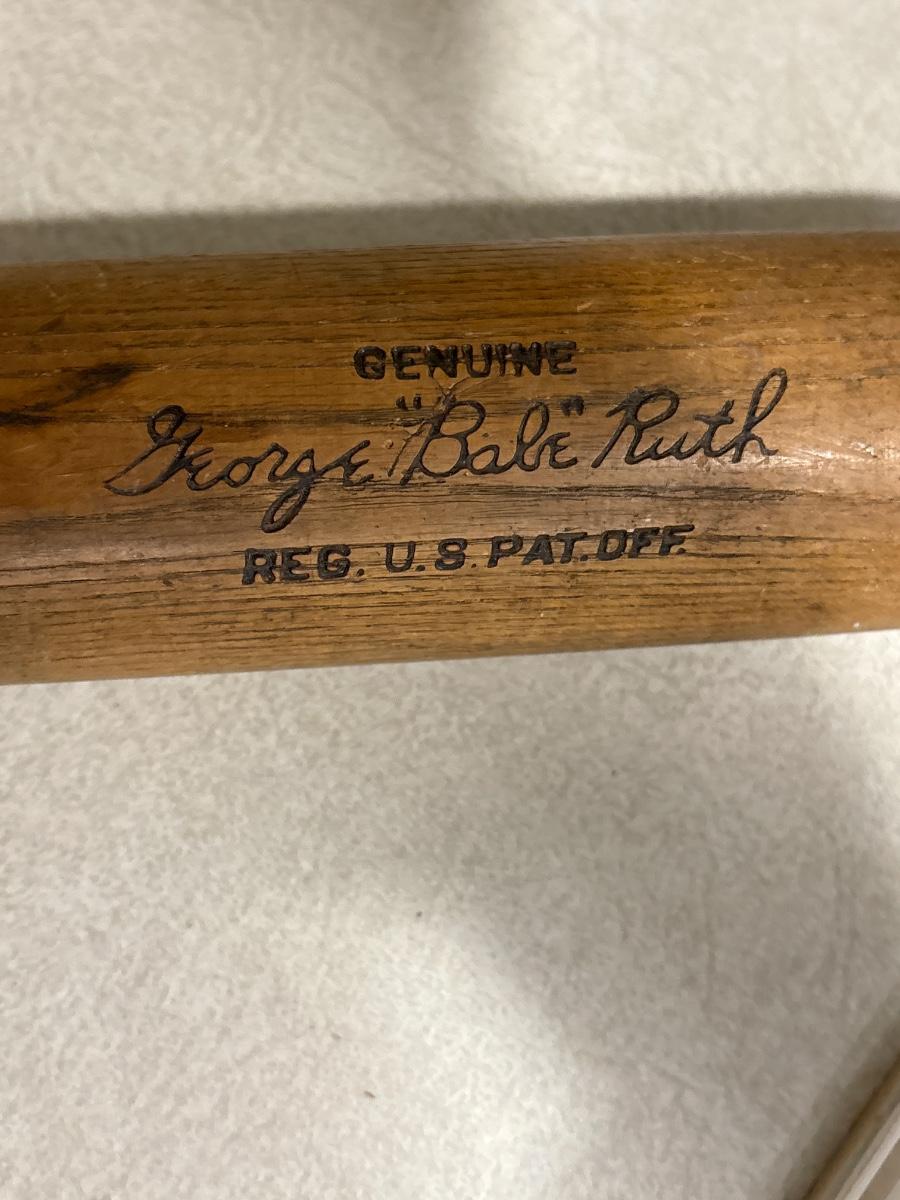 GENUINE
George "Babe" Ruth
REG. U.S. PAT. OFF.